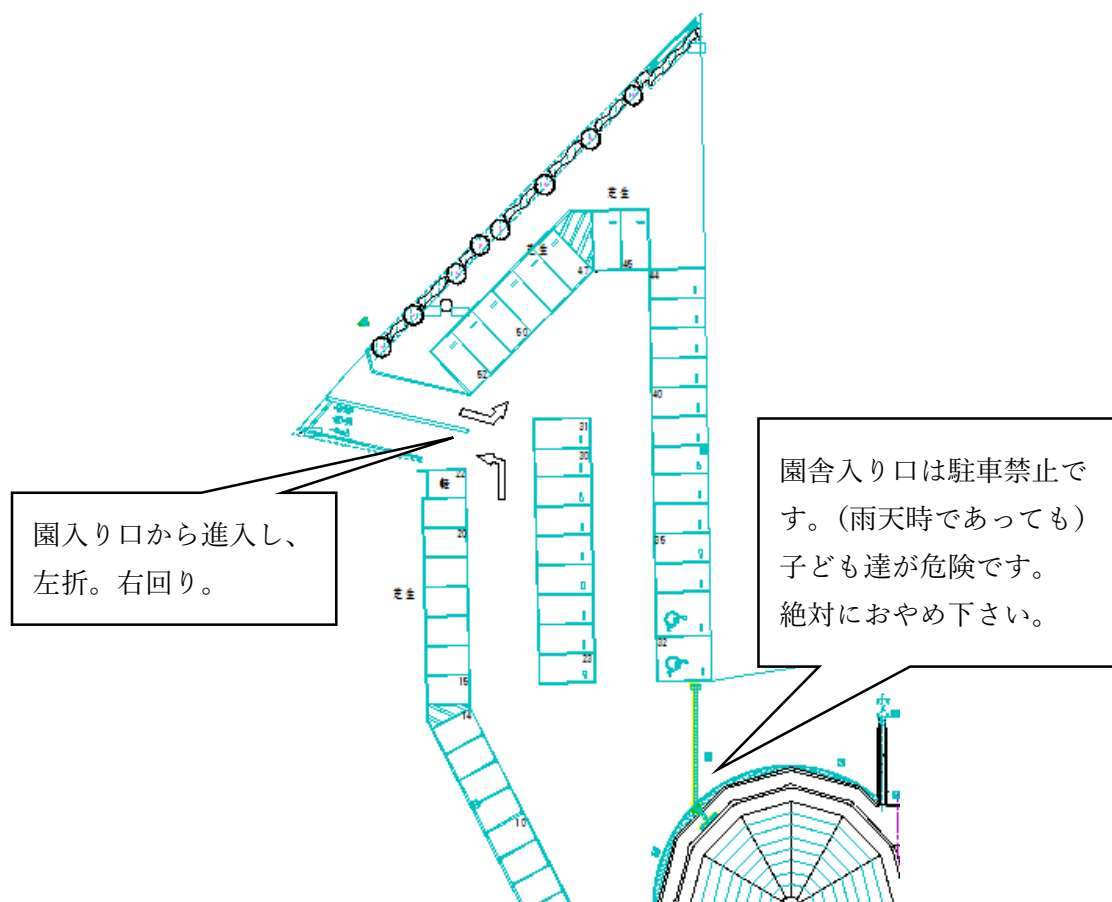 芝生
芝生
46
47
44
50
52
40
31
30
園舎入り口は駐車禁止で
す。(雨天時であっても)
子ども達が危険です。
絶対におやめ下さい。
22
軽
園入り口から進入し、
左折。右回り。
20
35
芝生
32
23
15
14
10